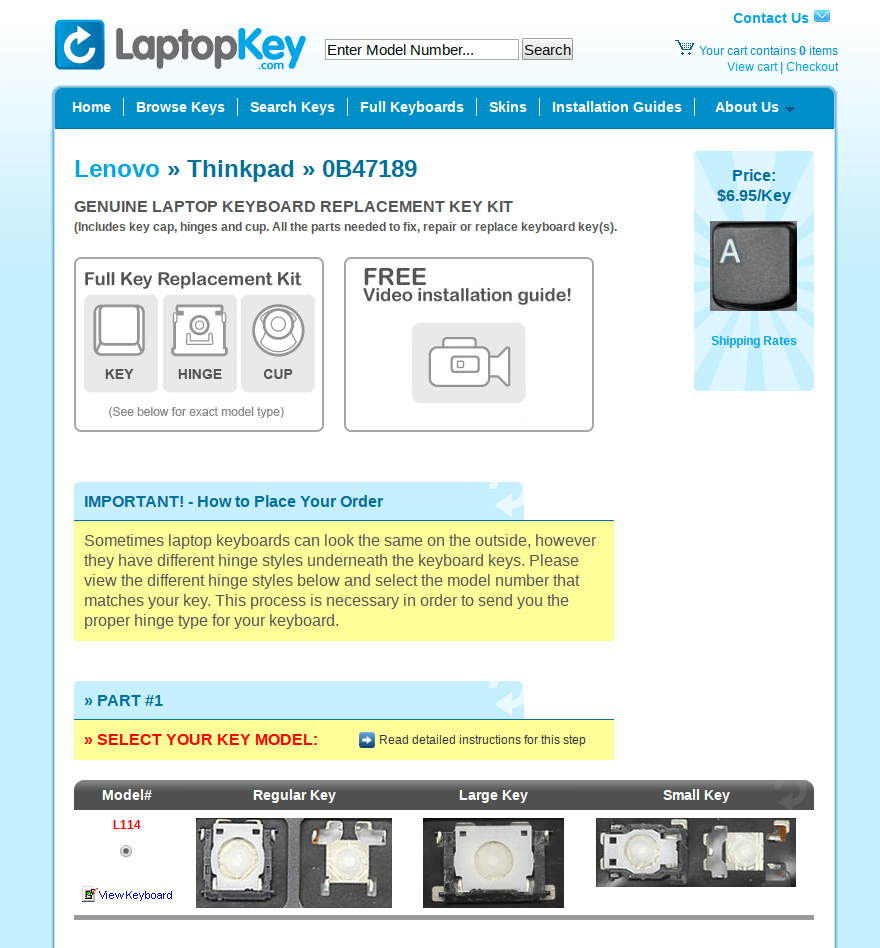 Contact Us
LaptopKey
.com
Enter Model Number...
Search
Your cart contains 0 items
View cart | Checkout
Home
Browse Keys
Search Keys
Full Keyboards
Skins
Installation Guides
About Us
Lenovo » Thinkpad » 0B47189
GENUINE LAPTOP KEYBOARD REPLACEMENT KEY KIT
(Includes key cap, hinges and cup. All the parts needed to fix, repair or replace keyboard key(s).
Price:
$6.95/Key
A
Shipping Rates
Full Key Replacement Kit
KEY
HINGE
CUP
(See below for exact model type)
FREE
Video installation guide!
IMPORTANT! - How to Place Your Order
Sometimes laptop keyboards can look the same on the outside, however
they have different hinge styles underneath the keyboard keys. Please
view the different hinge styles below and select the model number that
matches your key. This process is necessary in order to send you the
proper hinge type for your keyboard.
» PART #1
» SELECT YOUR KEY MODEL:
Read detailed instructions for this step
Model#
Regular Key
Large Key
Small Key
L114
View Keyboard